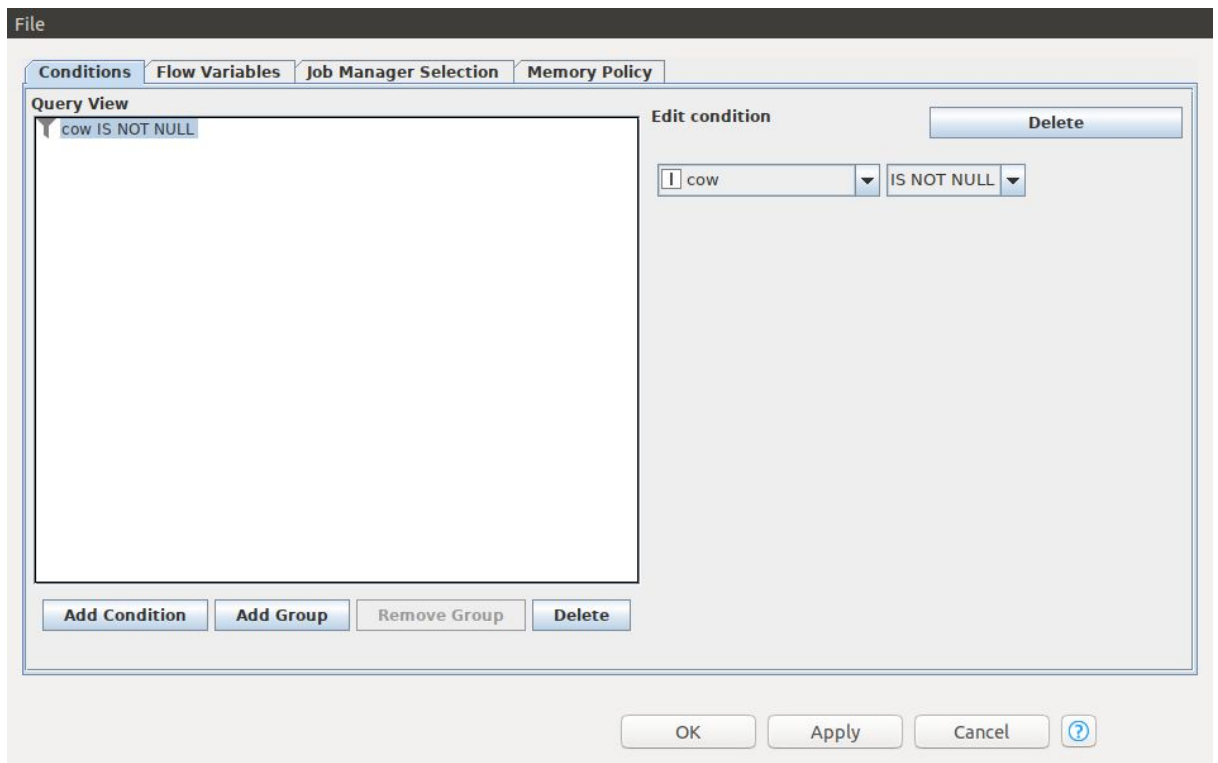 File
Conditions Flow Variables Job Manager Selection Memory Policy
Query View
cow IS NOT NULL
Edit condition
Delete
I cow
IS NOT NULL
Add Condition Add Group Remove Group Delete
OK Apply Cancel ?